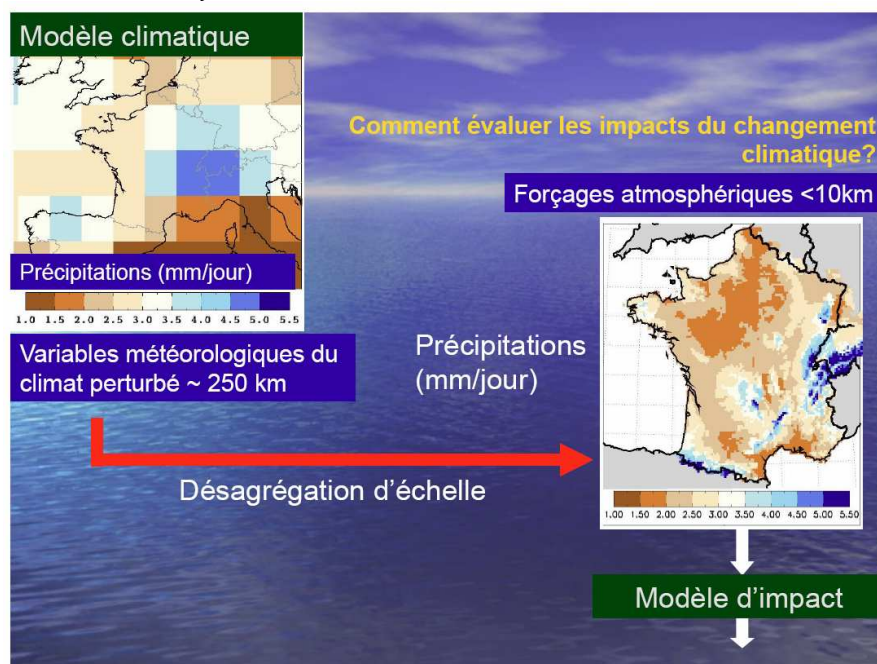 Modèle climatique
Comment évaluer les impacts du changement
climatique?
Forçages atmosphériques <10km
Précipitations (mm/jour)
1.0 1.5 2.0 2.5 3.0 3.5 4.0 4.5 5.0 5.5
Variables météorologiques du
climat perturbé ~ 250 km
Précipitations
(mm/jour)
Désagrégation d'échelle
1.00 1.50 2.00 2.50 3.00 3.50 4.00 4.50 5.00 5.50
Modèle d'impact